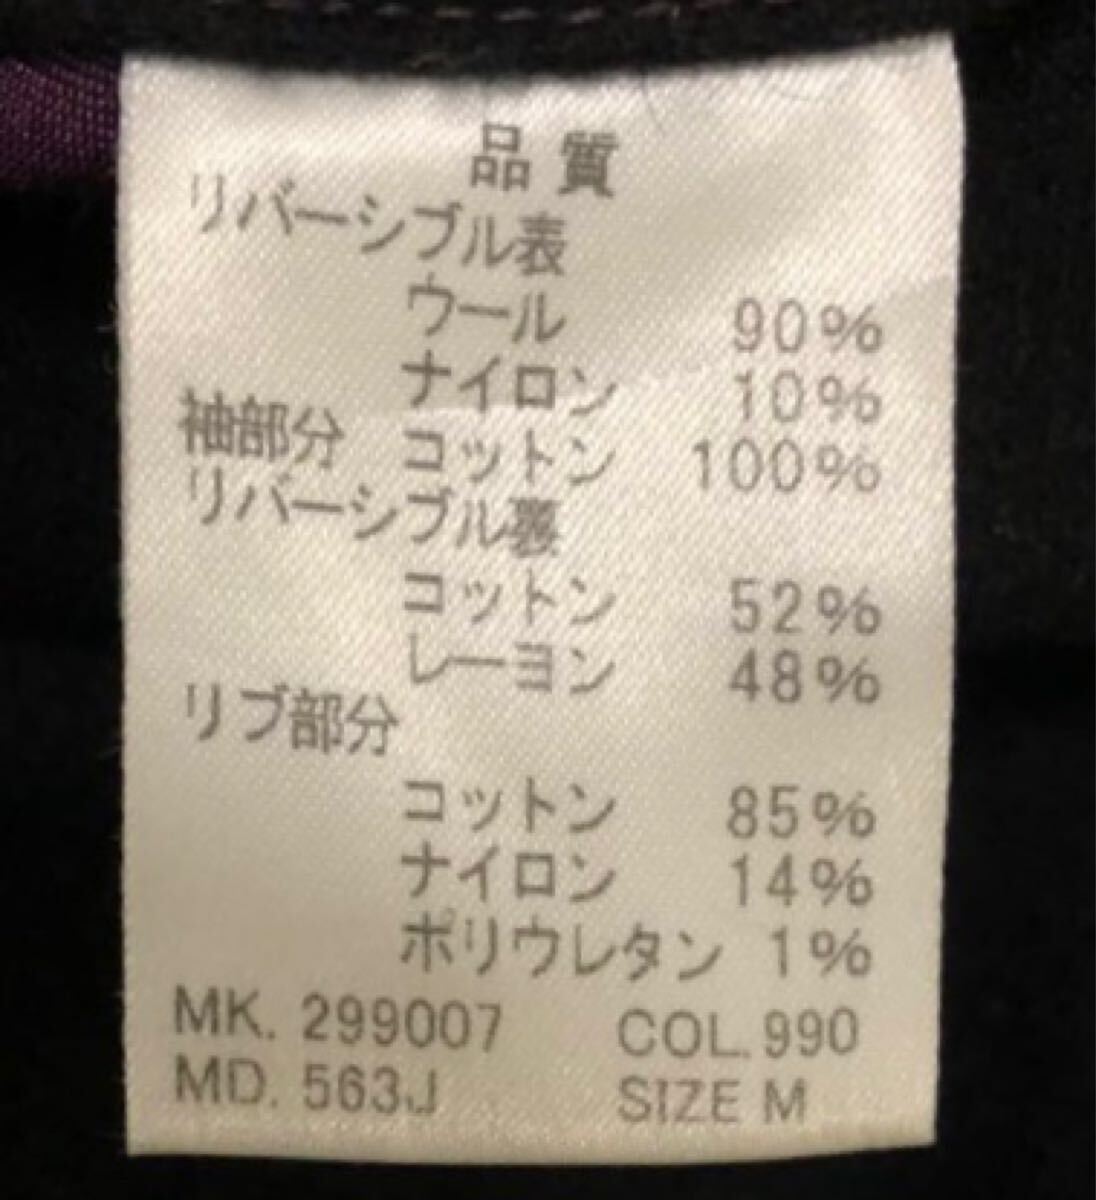 品質
リバーシブル表
ウール 90%
ナイロン 10%
袖部分 コットン 100%
リバーシブル裏
コットン 52%
レーヨン 48%
リブ部分
コットン 85%
ナイロン 14%
ポリウレタン 1%
MK. 299007 COL.990
MD. 563J SIZE M